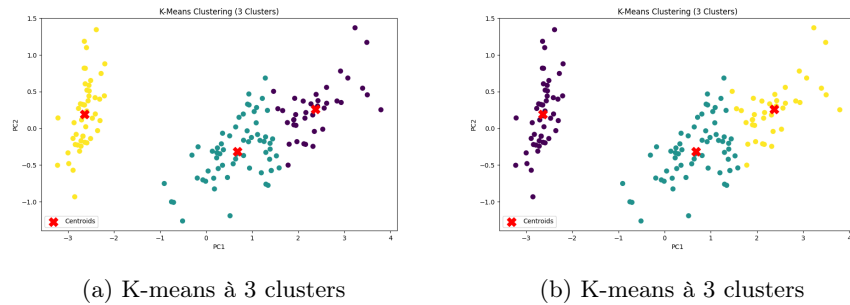 K-Means Clustering (3 Clusters)
1.5
1.0
0.5
0.0
−0.5
−1.0
PC2
Centroids
−3
−2
−1
0
1
2
3
4
PC1
(a) K-means à 3 clusters
K-Means Clustering (3 Clusters)
1.5
1.0
0.5
0.0
−0.5
−1.0
PC2
Centroids
−3
−2
−1
0
1
2
3
4
PC1
(b) K-means à 3 clusters